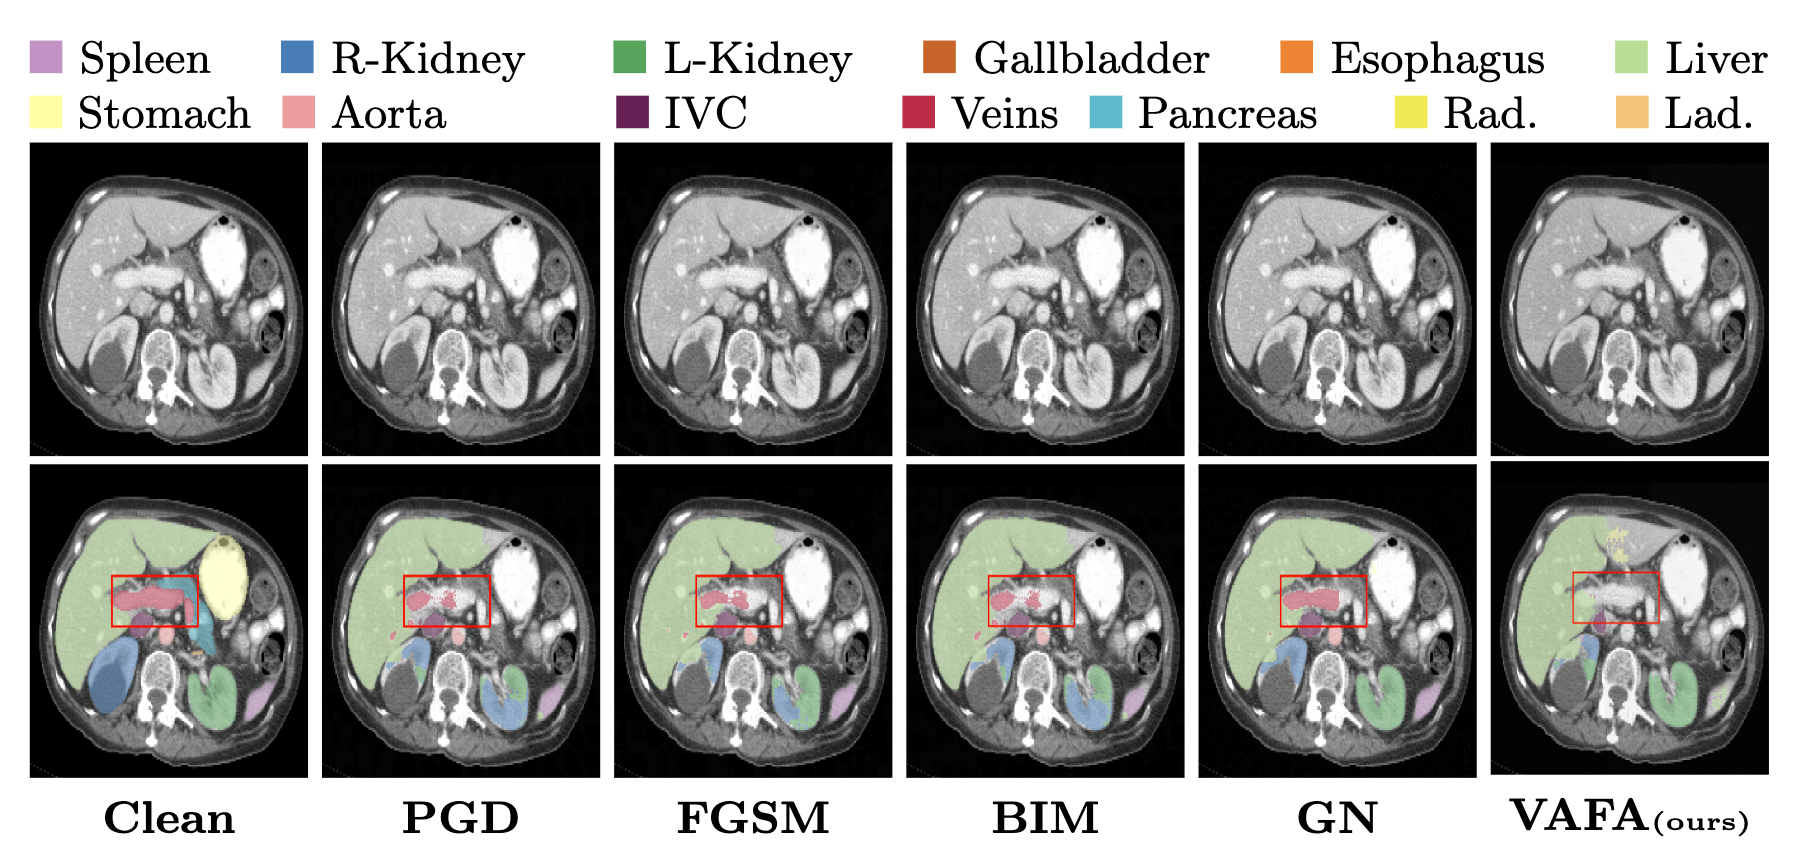 Spleen R-Kidney L-Kidney Gallbladder Esophagus Liver
Stomach Aorta IVC Veins Pancreas Rad. Lad.
Clean PGD FGSM BIM GN VAFA(ours)